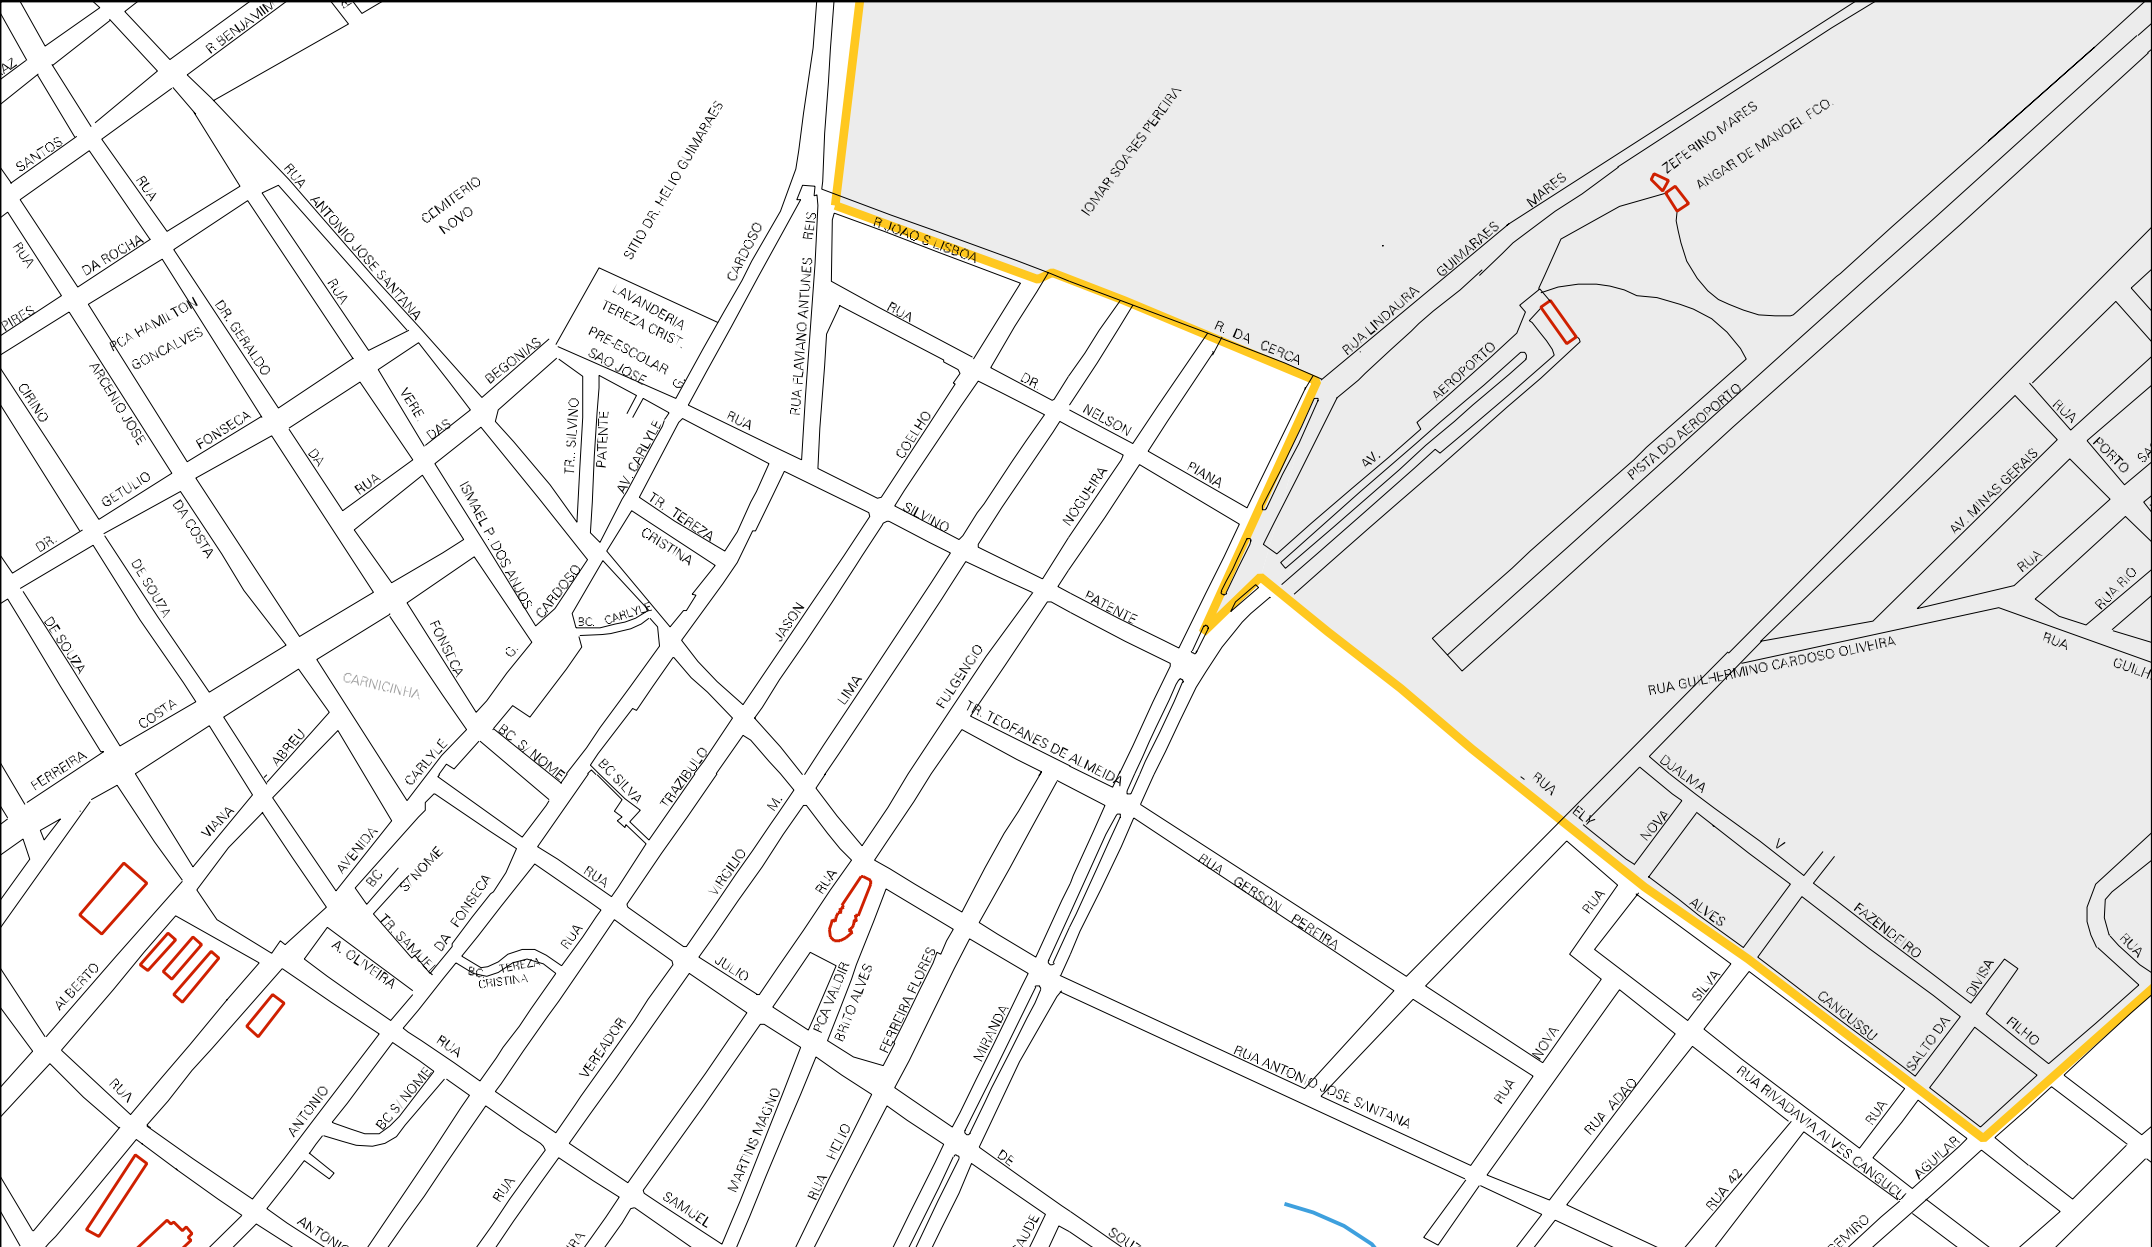 R BENJAVIM
AZ
SANTOS
RUA
RUA
DA ROCHA
PIRES
RUA
ANTONIO JOSE SANTANA
CEMITERIO
NOVO
SITIO DR. HELIO GUIMARAES
CARDOSO
RUA FLAVIANO ANTUNES REIS
R.JOAO S LISBOA
IOMAR SOARES PEREIRA
ZEFERINO MARES
ANGAR DE MANOEL FCO.
RUA LINDAURA GUIMARAES MARES
LAVANDERIA
TEREZA CRIST.
PRE-ESCOLAR
SAO JOSE
G.
BEGONIAS
RUA
DR. GERALDO
PCA HAMILTON
GONCALVES
ARCENIO JOSE
CIRINO
FONSECA
GETULIO
DR.
VERE
DAS
DA
RUA
TR. SILVINO
PATENTE
AV. CARLYLE
RUA
RUA
DR
NELSON
PIANA
R. DA CERCA
AV. AEROPORTO
PISTA DO AEROPORTO
COELHO
SILVINO
NOGUEIRA
PATENTE
TR. TEREZA
CRISTINA
ISMAEL P. DOS ANJOS
CARDOSO
G.
BC. CARLYLE
DA COSTA
DE SOUZA
DE SOUZA
FONSECA
CARNICINHA
COSTA
FERREIRA
ABREU
VIANA
CARLYLE
AVENIDA
BC. S/ NOME
BC SILVA
TRAZIBULO
JASON
LIMA
FULGENCIO
TR. TEOFANES DE ALMEIDA
AV. MINAS GERAIS
RUA
PORTO
SA
RUA
RUA RIO
RUA
GUILH
RUA GUILHERMINO CARDOSO OLIVEIRA
DJALMA
V
FAZENDEIRO
RUA
ELY
NOVA
ALVES
CANGUSSU
SALTO DA
DIVISA
FILHO
RUA
BC
S/ NOME
TR. SAMUEL
DA FONSECA
A. OLIVEIRA
BC. TEREZA
CRISTINA
RUA
RUA
M.
VIRGILIO
JULIO
RUA
PCA VALDIR
BRITO ALVES
FERREIRA FLORES
MIRANDA
RUA GERSON PEREIRA
RUA ANTONIO JOSE SANTANA
RUA
NOVA
SILVA
RUA
RUA ADAO
RUA RIVADAVIA ALVES CANGUCU
RUA
AGUILAR
RUA 42
ALBERTO
RUA
ANTONIO
BC S/ NOME
RUA
VEREADOR
MARTINS MAGNO
SAMUEL
RUA HELIO
RUA
ANTONIO
RA
DE
SOUZ
SAUDE
GEMIRO